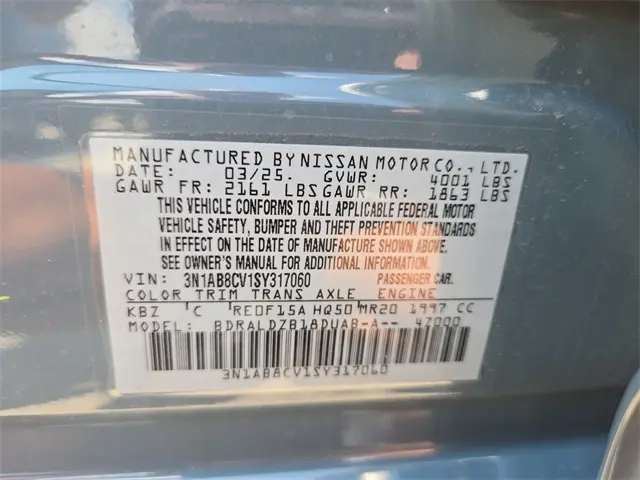 MANUFACTURED BY NISSAN MOTOR CO., LTD.
DATE: 03/25. GVWR: 4001 LBS
GAWR FR: 2161 LBS GAWR RR: 1863 LBS
THIS VEHICLE CONFORMS TO ALL APPLICABLE FEDERAL MOTOR
VEHICLE SAFETY, BUMPER AND THEFT PREVENTION STANDARDS
IN EFFECT ON THE DATE OF MANUFACTURE SHOWN ABOVE.
SEE OWNER'S MANUAL FOR ADDITIONAL INFORMATION.
VIN: 3N1AB8CV1SY317060 PASSENGER CAR.
COLOR TRIM TRANS AXLE ENGINE
KBZ C RE0F15A HQ50 MR20 1997 CC
MODEL: BDRALDZB18DUAB-A-- 47000
3N1AB8CV1SY317060